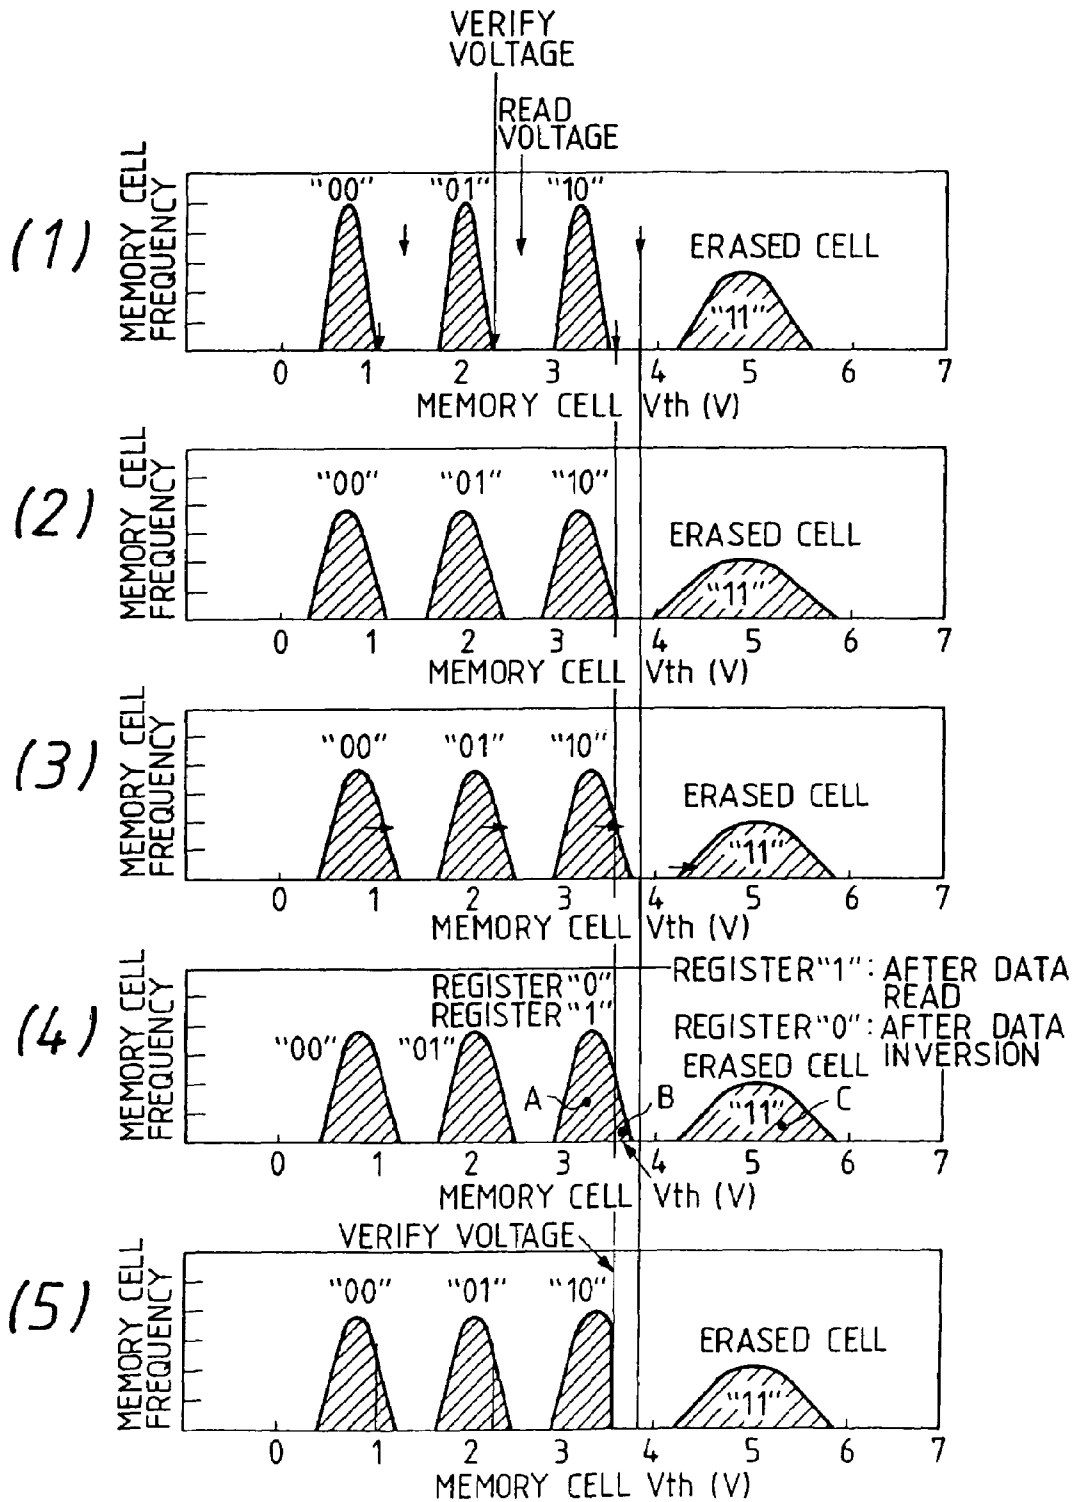 VERIFY
VOLTAGE
READ
VOLTAGE
(1)
MEMORY CELL
FREQUENCY
"00" "01" "10"
ERASED CELL
"11"
0 1 2 3 4 5 6 7
MEMORY CELL Vth (V)
(2)
MEMORY CELL
FREQUENCY
"00" "01" "10"
ERASED CELL
"11"
0 1 2 3 4 5 6 7
MEMORY CELL Vth (V)
(3)
MEMORY CELL
FREQUENCY
"00" "01" "10"
ERASED CELL
"11"
0 1 2 3 4 5 6 7
MEMORY CELL Vth (V)
(4)
MEMORY CELL
FREQUENCY
REGISTER "0"
REGISTER "1"
REGISTER "1" : AFTER DATA
READ
REGISTER "0" : AFTER DATA
INVERSION
"00" "01"
ERASED CELL
A B "11" C
0 1 2 3 4 5 6 7
MEMORY CELL Vth (V)
VERIFY VOLTAGE
(5)
MEMORY CELL
FREQUENCY
"00" "01" "10"
ERASED CELL
"11"
0 1 2 3 4 5 6 7
MEMORY CELL Vth (V)